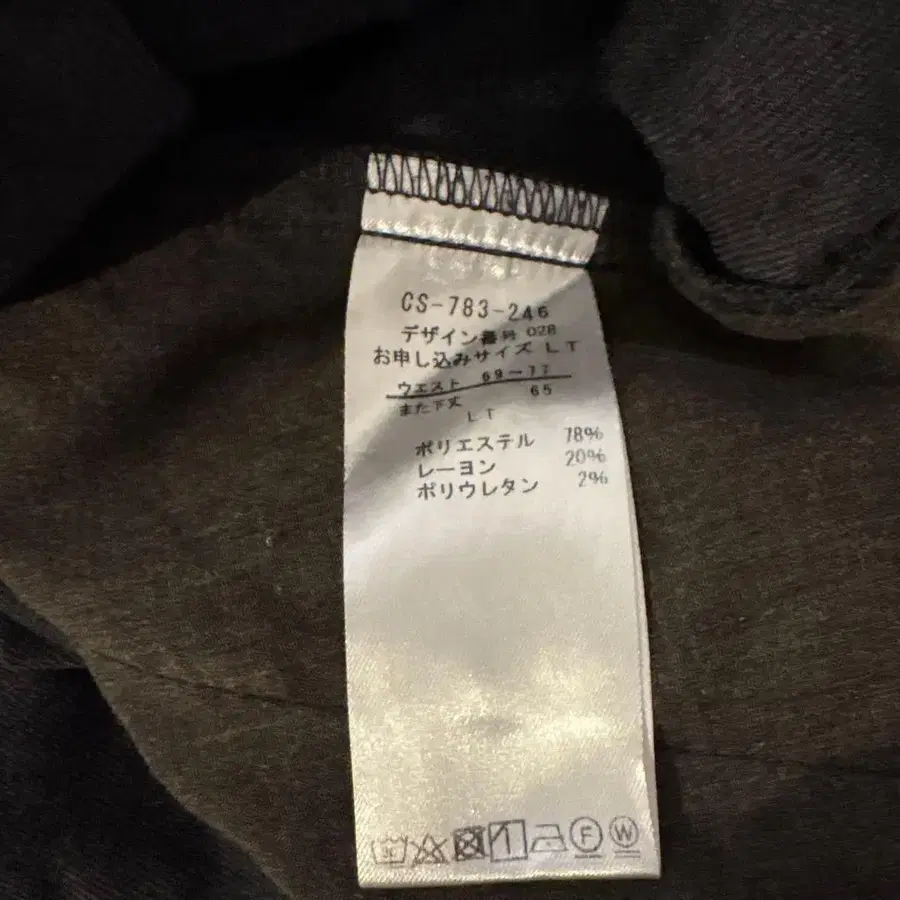 CS-783-246
デザイン番号 028
お申し込みサイズ LT
ウエスト 69-77
また下丈 65
LT
ポリエステル 78%
レーヨン 20%
ポリウレタン 2%
F W